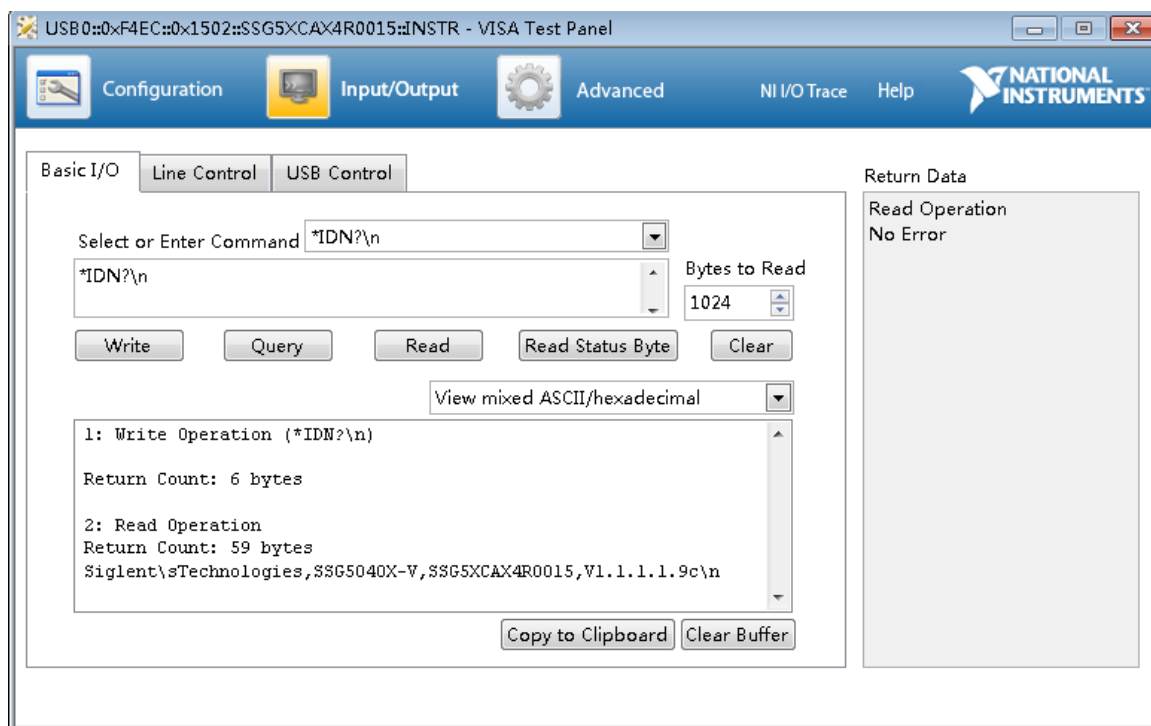 USB0::0xF4EC::0x1502::SSG5XCAX4R0015::INSTR - VISA Test Panel
Configuration Input/Output Advanced NI I/O Trace Help NATIONAL INSTRUMENTS
Basic I/O Line Control USB Control
Return Data
Read Operation
No Error
Select or Enter Command *IDN?\n
*IDN?\n
Bytes to Read
1024
Write Query Read Read Status Byte Clear
View mixed ASCII/hexadecimal
1: Write Operation (*IDN?\n)
Return Count: 6 bytes
2: Read Operation
Return Count: 59 bytes
Siglent\sTechnologies,SSG5040X-V,SSG5XCAX4R0015,V1.1.1.1.9c\n
Copy to Clipboard Clear Buffer